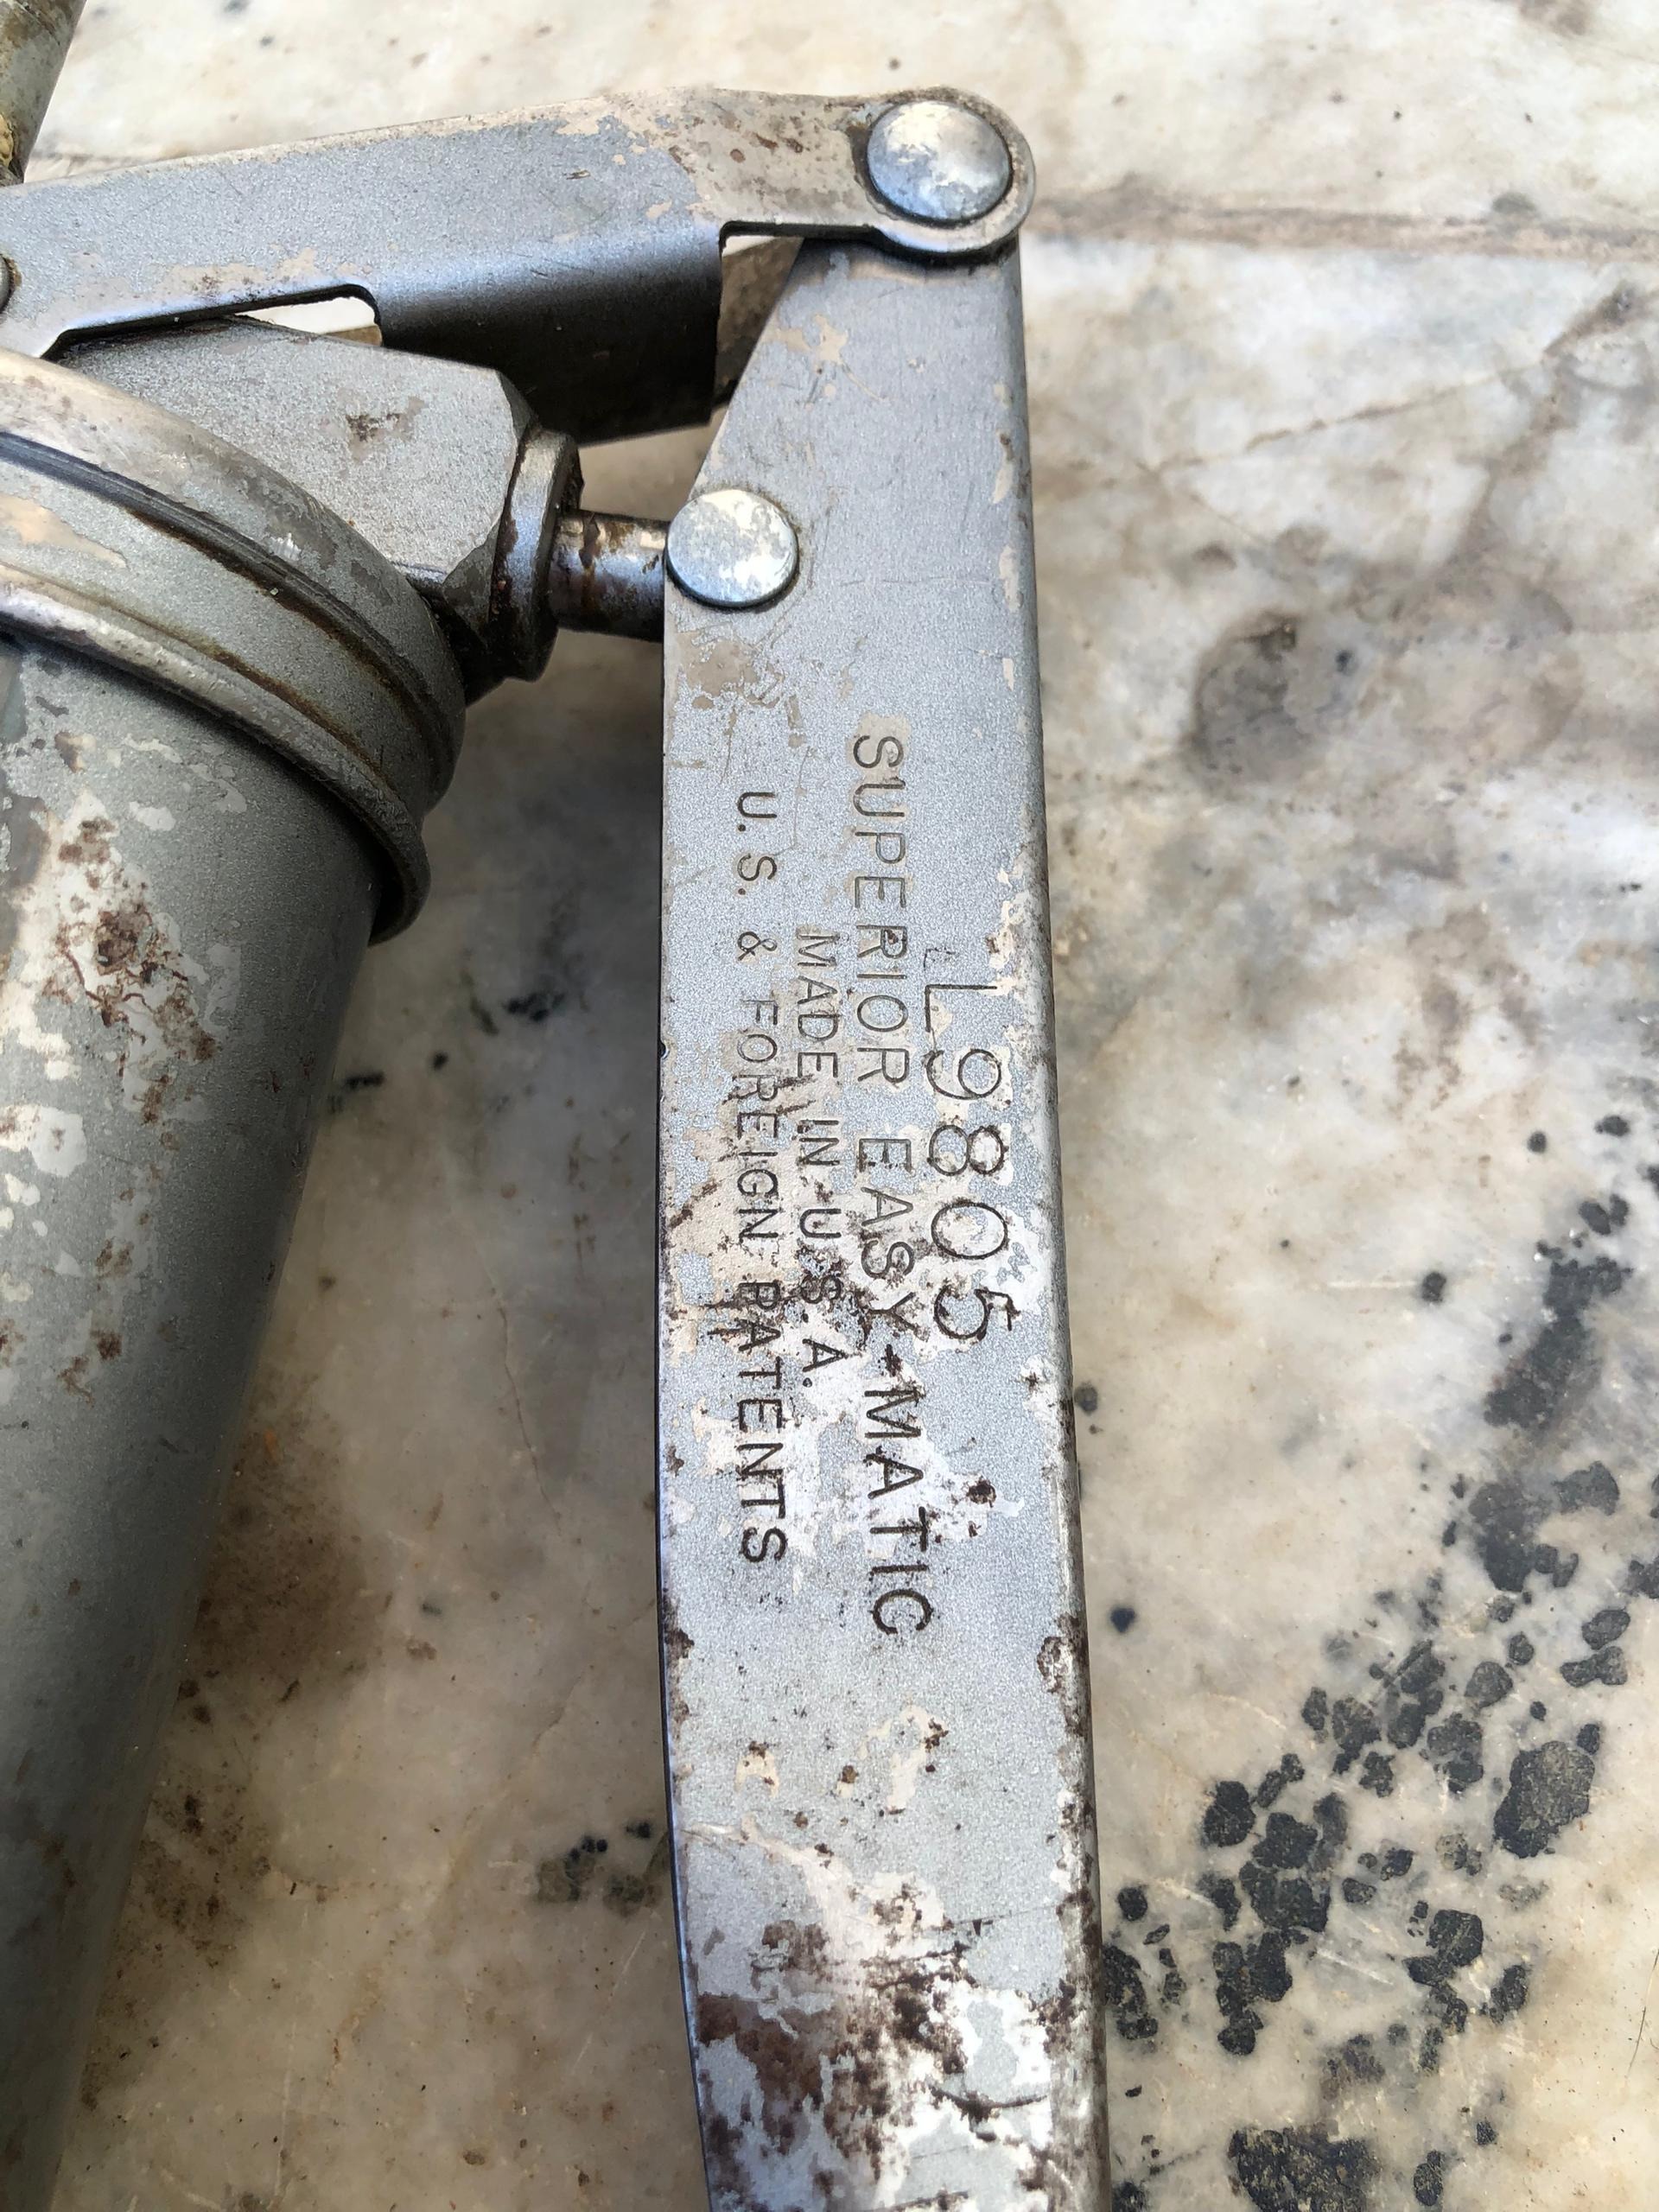 L9805
SUPERIOR EASY-MATIC
MADE IN U.S.A.
U.S. & FOREIGN PATENTS